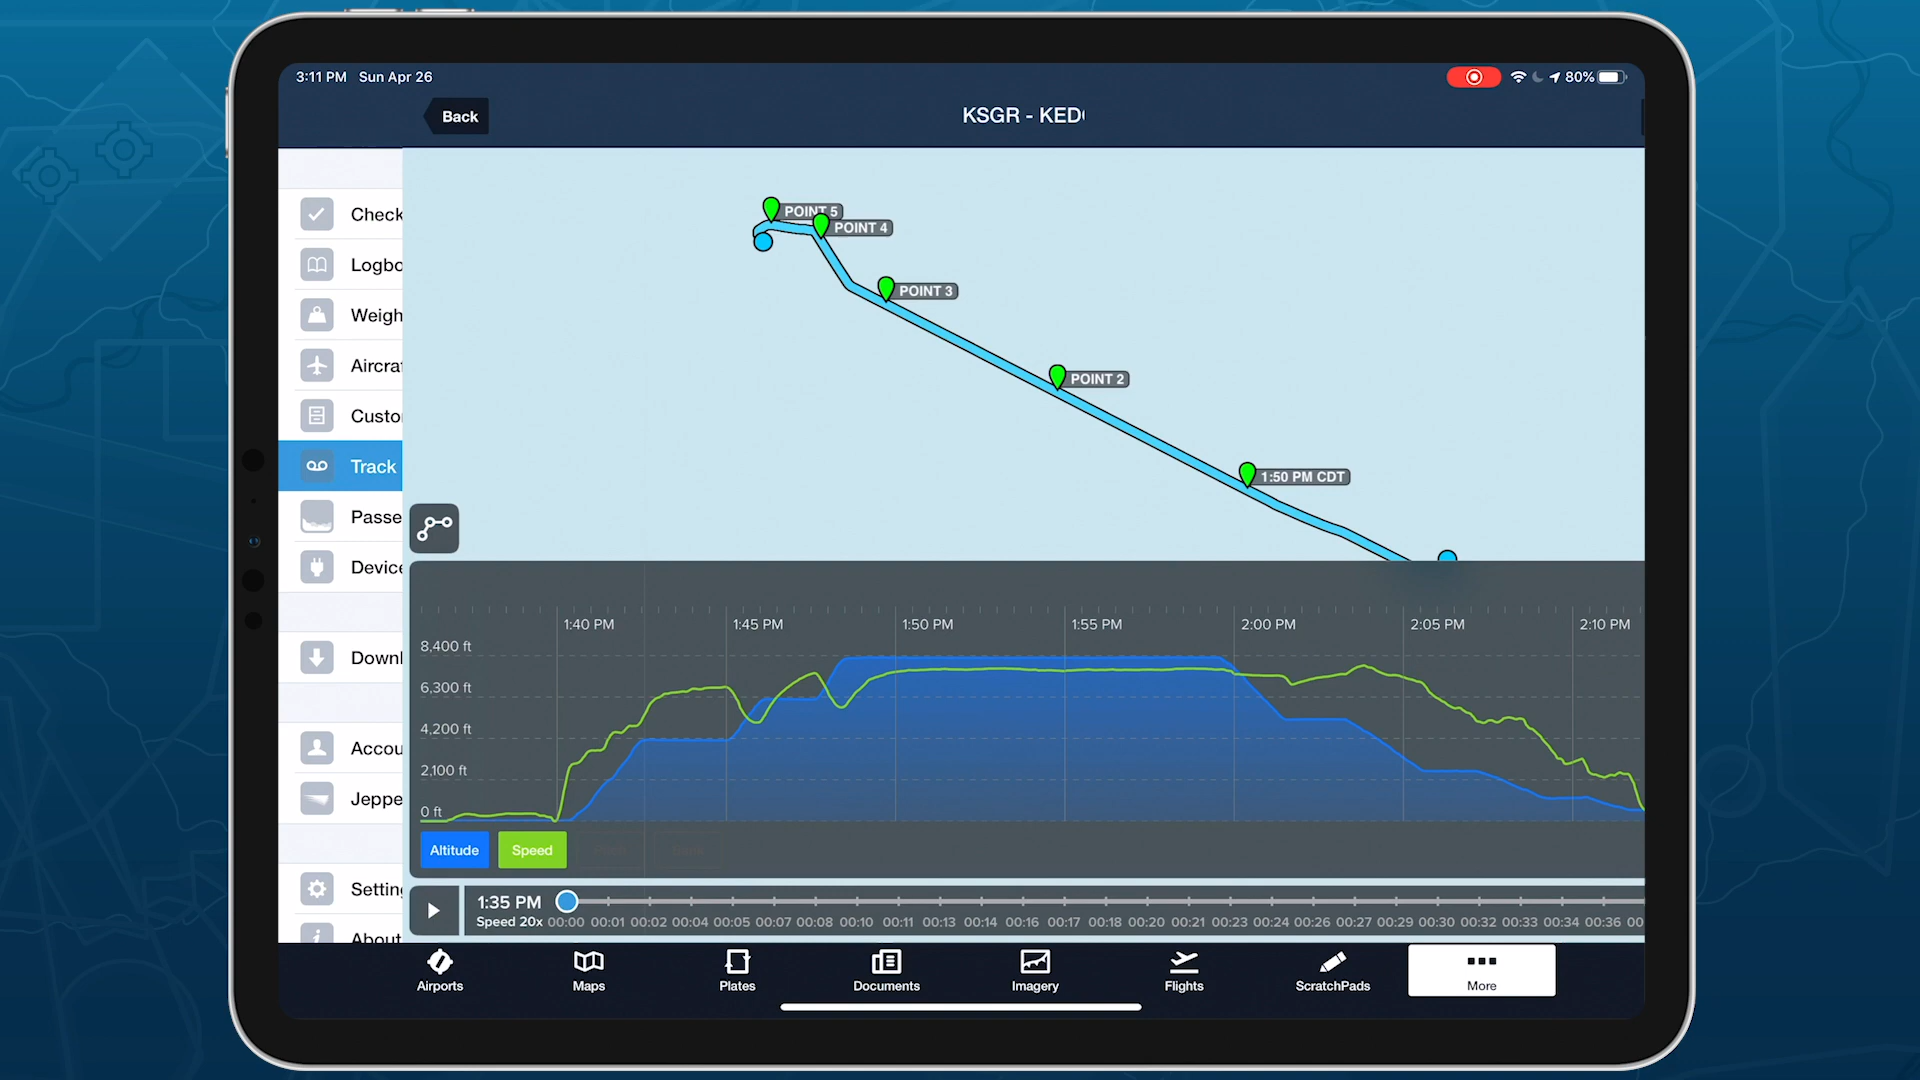 3:11 PM Sun Apr 26
80%
Back
KSGR - KED
Check
Logbo
Weigh
Aircra
Custo
Track
Passe
Device
Downl
Accou
Jeppe
Setting
About
POINT 5
POINT 4
POINT 3
POINT 2
1:50 PM CDT
1:40 PM 1:45 PM 1:50 PM 1:55 PM 2:00 PM 2:05 PM 2:10 PM
8,400 ft
6,300 ft
4,200 ft
2,100 ft
0 ft
Altitude Speed
1:35 PM
Speed 20x 00:00 00:01 00:02 00:04 00:05 00:07 00:08 00:10 00:11 00:13 00:14 00:16 00:17 00:18 00:20 00:21 00:23 00:24 00:26 00:27 00:29 00:30 00:32 00:33 00:34 00:36 00
Airports Maps Plates Documents Imagery Flights ScratchPads More